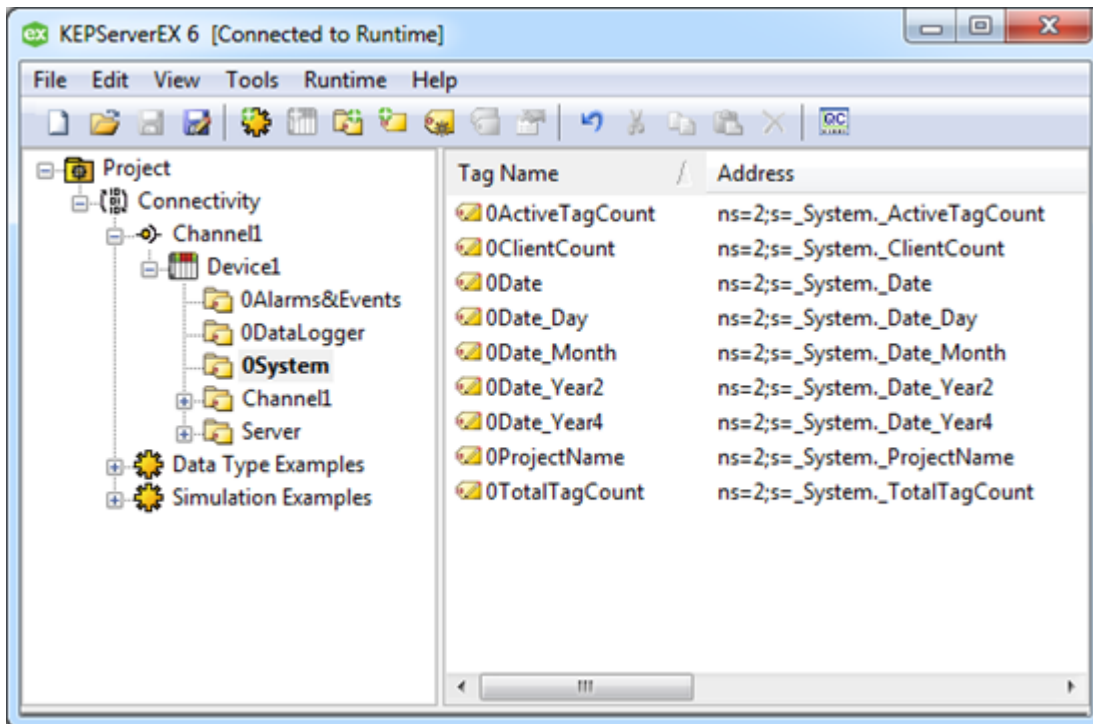 ex KEPServerEX 6 [Connected to Runtime]
File Edit View Tools Runtime Help
QC
Project
Connectivity
Channel1
Device1
0Alarms&Events
0DataLogger
0System
Channel1
Server
Data Type Examples
Simulation Examples
Tag Name Address
0ActiveTagCount ns=2;s=_System._ActiveTagCount
0ClientCount ns=2;s=_System._ClientCount
0Date ns=2;s=_System._Date
0Date_Day ns=2;s=_System._Date_Day
0Date_Month ns=2;s=_System._Date_Month
0Date_Year2 ns=2;s=_System._Date_Year2
0Date_Year4 ns=2;s=_System._Date_Year4
0ProjectName ns=2;s=_System._ProjectName
0TotalTagCount ns=2;s=_System._TotalTagCount